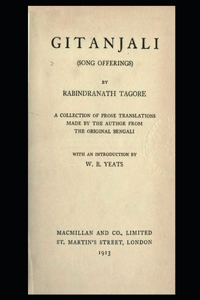 GITANJALI
(SONG OFFERINGS)
BY
RABINDRANATH TAGORE
A COLLECTION OF PROSE TRANSLATIONS
MADE BY THE AUTHOR FROM
THE ORIGINAL BENGALI
WITH AN INTRODUCTION BY
W. B. YEATS
MACMILLAN AND CO., LIMITED
ST. MARTIN'S STREET, LONDON
1913